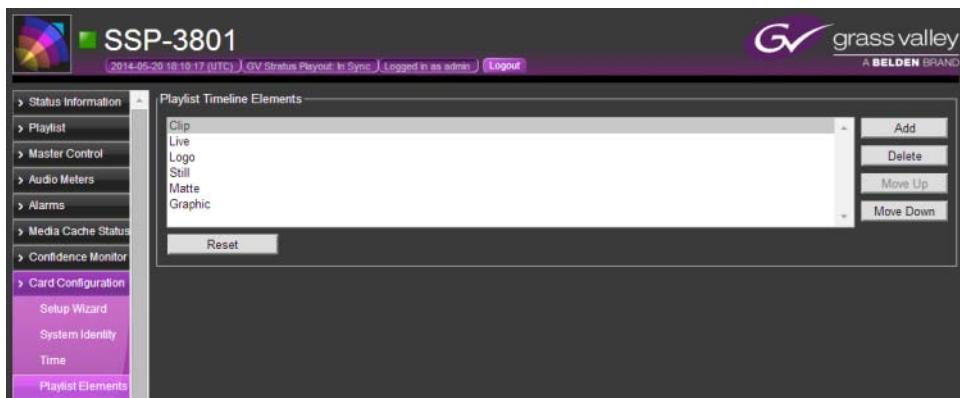 SSP-3801
2014-05-20 18:10:17 (UTC) GV Stratus Playout: In Sync Logged in as admin Logout
GV grass valley
A BELDEN BRAND
> Status Information
> Playlist
> Master Control
> Audio Meters
> Alarms
> Media Cache Status
> Confidence Monitor
> Card Configuration
Setup Wizard
System Identity
Time
Playlist Elements
Playlist Timeline Elements
Clip
Live
Logo
Still
Matte
Graphic
Add
Delete
Move Up
Move Down
Reset